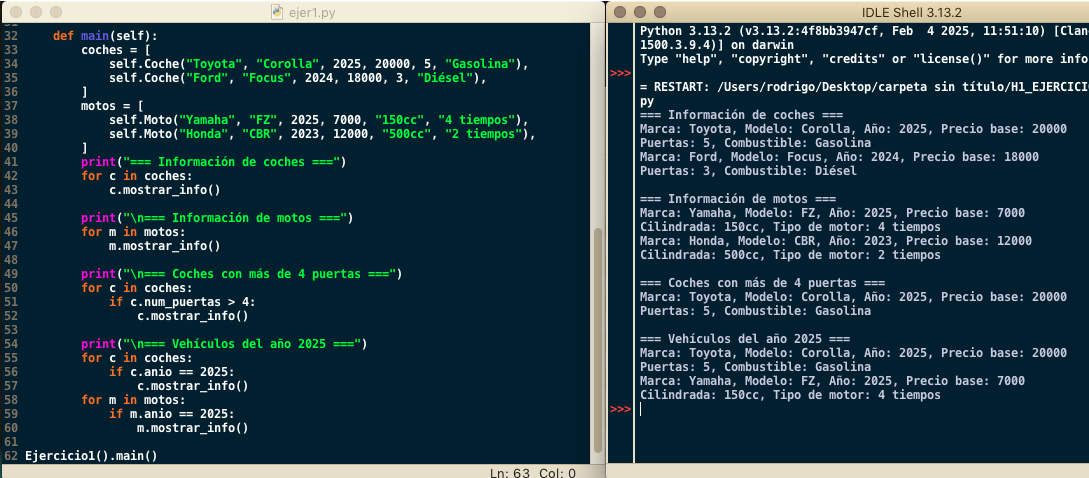 ejer1.py
32     def main(self):
33         coches = [
34             self.Coche("Toyota", "Corolla", 2025, 20000, 5, "Gasolina"),
35             self.Coche("Ford", "Focus", 2024, 18000, 3, "Diésel"),
36         ]
37         motos = [
38             self.Moto("Yamaha", "FZ", 2025, 7000, "150cc", "4 tiempos"),
39             self.Moto("Honda", "CBR", 2023, 12000, "500cc", "2 tiempos"),
40         ]
41         print("=== Información de coches ===")
42         for c in coches:
43             c.mostrar_info()
44
45         print("\n=== Información de motos ===")
46         for m in motos:
47             m.mostrar_info()
48
49         print("\n=== Coches con más de 4 puertas ===")
50         for c in coches:
51             if c.num_puertas > 4:
52                 c.mostrar_info()
53
54         print("\n=== Vehículos del año 2025 ===")
55         for c in coches:
56             if c.anio == 2025:
57                 c.mostrar_info()
58         for m in motos:
59             if m.anio == 2025:
60                 m.mostrar_info()
61
62 Ejercicio1().main()
Ln: 63 Col: 0
IDLE Shell 3.13.2
Python 3.13.2 (v3.13.2:4f8bb3947cf, Feb  4 2025, 11:51:10) [Clan
1500.3.9.4)] on darwin
Type "help", "copyright", "credits" or "license()" for more info
>>>
= RESTART: /Users/rodrigo/Desktop/carpeta sin título/H1_EJERCICI
py
=== Información de coches ===
Marca: Toyota, Modelo: Corolla, Año: 2025, Precio base: 20000
Puertas: 5, Combustible: Gasolina
Marca: Ford, Modelo: Focus, Año: 2024, Precio base: 18000
Puertas: 3, Combustible: Diésel

=== Información de motos ===
Marca: Yamaha, Modelo: FZ, Año: 2025, Precio base: 7000
Cilindrada: 150cc, Tipo de motor: 4 tiempos
Marca: Honda, Modelo: CBR, Año: 2023, Precio base: 12000
Cilindrada: 500cc, Tipo de motor: 2 tiempos

=== Coches con más de 4 puertas ===
Marca: Toyota, Modelo: Corolla, Año: 2025, Precio base: 20000
Puertas: 5, Combustible: Gasolina

=== Vehículos del año 2025 ===
Marca: Toyota, Modelo: Corolla, Año: 2025, Precio base: 20000
Puertas: 5, Combustible: Gasolina
Marca: Yamaha, Modelo: FZ, Año: 2025, Precio base: 7000
Cilindrada: 150cc, Tipo de motor: 4 tiempos
>>>